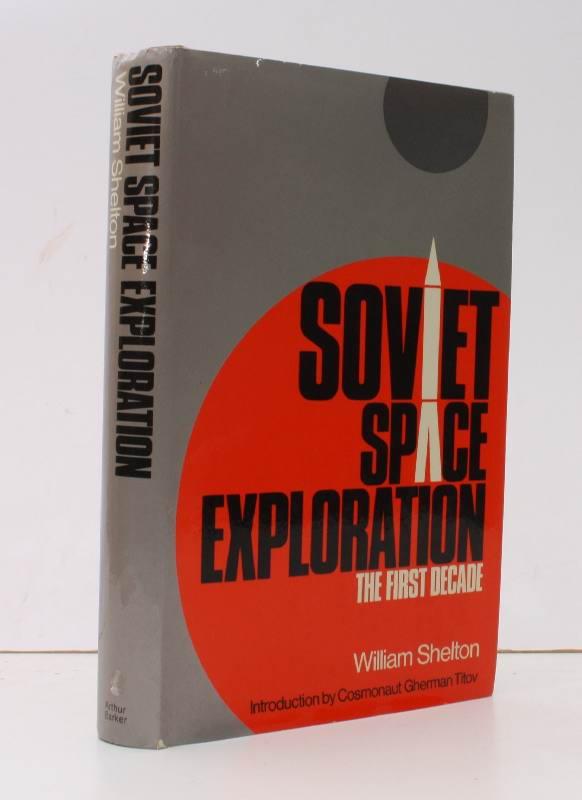 SOVIET SPACE EXPLORATION
William Shelton
Arthur
Barker
SOVIET
SPACE
EXPLORATION
THE FIRST DECADE
William Shelton
Introduction by Cosmonaut Gherman Titov